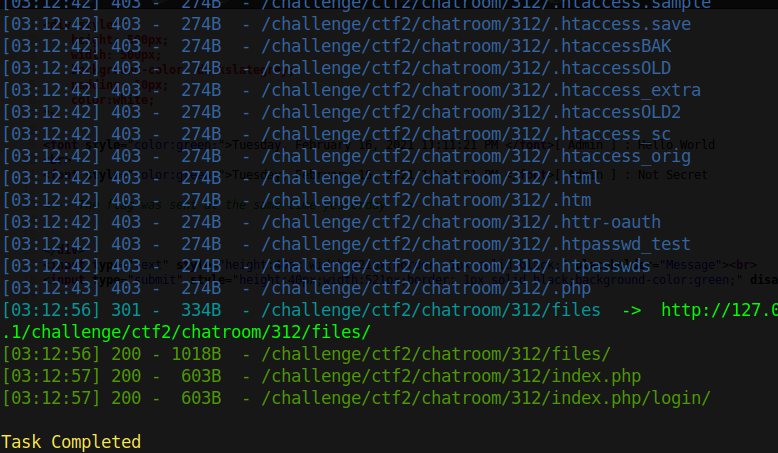 [03:12:42] 403 -   274B  - /challenge/ctf2/chatroom/312/.htaccess.sample
[03:12:42] 403 -   274B  - /challenge/ctf2/chatroom/312/.htaccess.save
[03:12:42] 403 -   274B  - /challenge/ctf2/chatroom/312/.htaccessBAK
[03:12:42] 403 -   274B  - /challenge/ctf2/chatroom/312/.htaccessOLD
[03:12:42] 403 -   274B  - /challenge/ctf2/chatroom/312/.htaccess_extra
[03:12:42] 403 -   274B  - /challenge/ctf2/chatroom/312/.htaccessOLD2
[03:12:42] 403 -   274B  - /challenge/ctf2/chatroom/312/.htaccess_sc
[03:12:42] 403 -   274B  - /challenge/ctf2/chatroom/312/.htaccess_orig
[03:12:42] 403 -   274B  - /challenge/ctf2/chatroom/312/.html
[03:12:42] 403 -   274B  - /challenge/ctf2/chatroom/312/.htm
[03:12:42] 403 -   274B  - /challenge/ctf2/chatroom/312/.httr-oauth
[03:12:42] 403 -   274B  - /challenge/ctf2/chatroom/312/.htpasswd_test
[03:12:42] 403 -   274B  - /challenge/ctf2/chatroom/312/.htpasswds
[03:12:43] 403 -   274B  - /challenge/ctf2/chatroom/312/.php
[03:12:56] 301 -   334B  - /challenge/ctf2/chatroom/312/files  ->  http://127.0
.1/challenge/ctf2/chatroom/312/files/
[03:12:56] 200 -  1018B  - /challenge/ctf2/chatroom/312/files/
[03:12:57] 200 -   603B  - /challenge/ctf2/chatroom/312/index.php
[03:12:57] 200 -   603B  - /challenge/ctf2/chatroom/312/index.php/login/
Task Completed